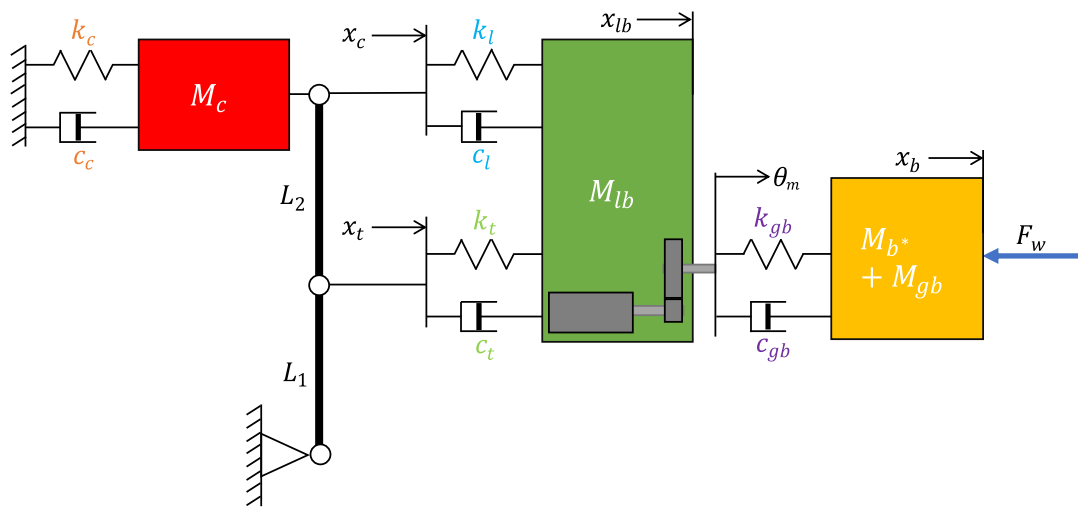 k_c
M_c
c_c
x_c
k_l
c_l
x_lb
M_lb
L_2
x_t
k_t
c_t
L_1
θ_m
k_gb
c_gb
x_b
M_b*
+ M_gb
F_w